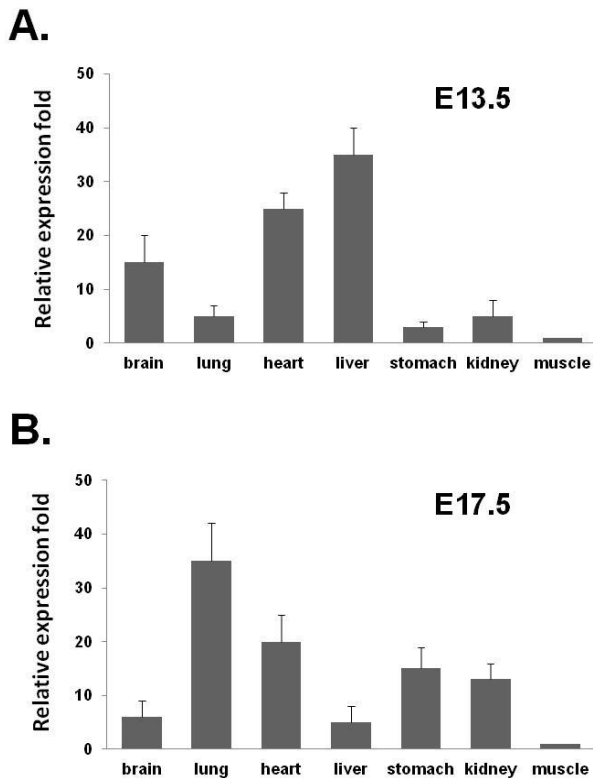 A.
E13.5
Relative expression fold
50
40
30
20
10
0
brain lung heart liver stomach kidney muscle
B.
E17.5
Relative expression fold
50
40
30
20
10
0
brain lung heart liver stomach kidney muscle